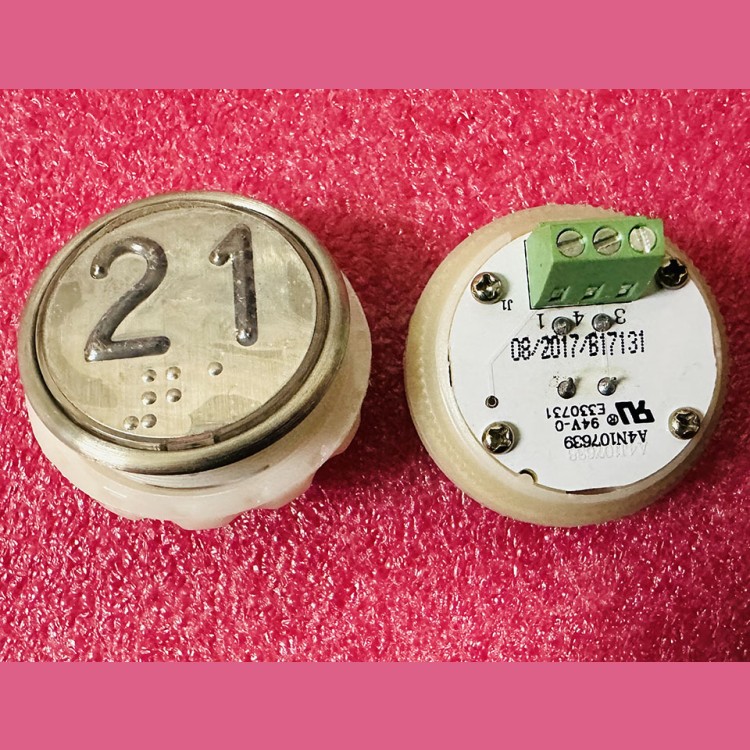 21
⠼⠃⠁
J1
1 4 3
08/2017/B17131
A4N107639
94V-0
E330731